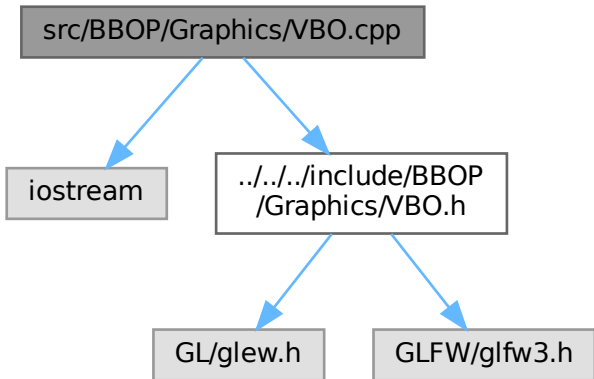 src/BBOP/Graphics/VBO.cpp
iostream
../../../include/BBOP
/Graphics/VBO.h
GL/glew.h
GLFW/glfw3.h